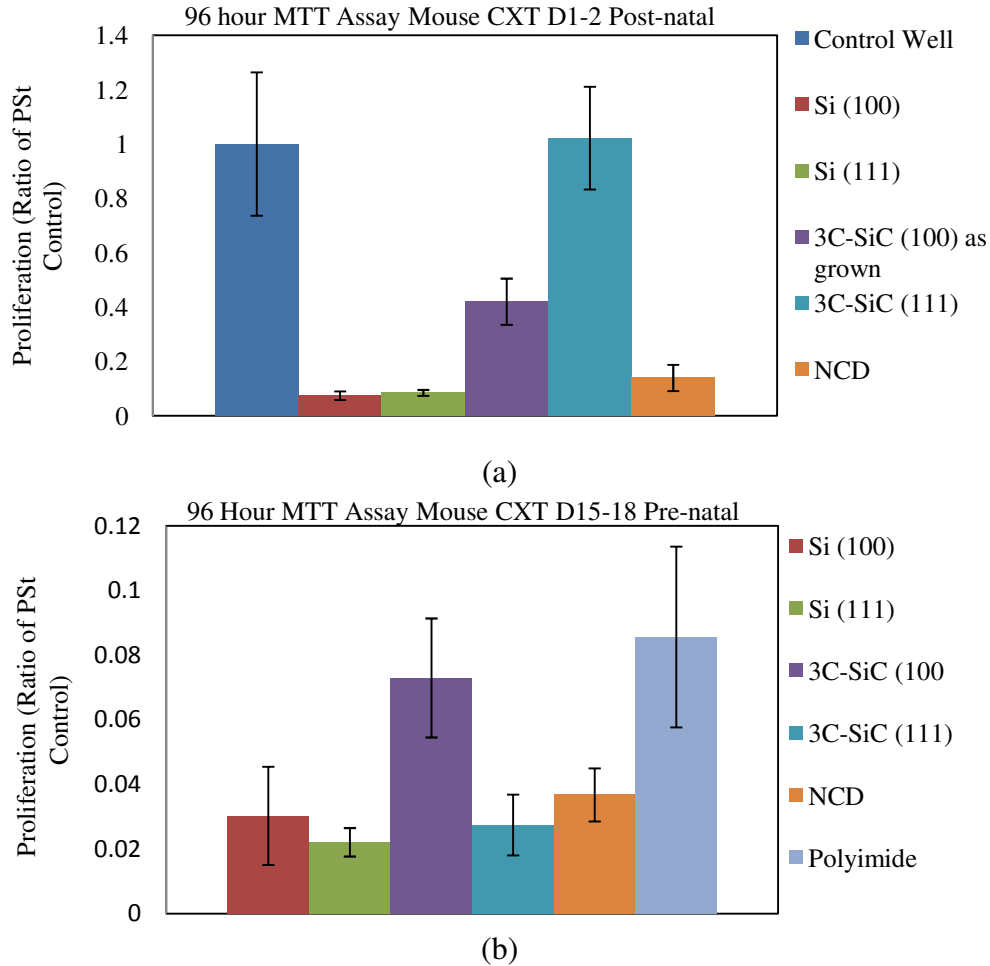 96 hour MTT Assay Mouse CXT D1-2 Post-natal
Proliferation (Ratio of PSt
Control)
1.4
1.2
1
0.8
0.6
0.4
0.2
0
Control Well
Si (100)
Si (111)
3C-SiC (100) as
grown
3C-SiC (111)
NCD
(a)
96 Hour MTT Assay Mouse CXT D15-18 Pre-natal
Proliferation (Ratio of PSt
Control)
0.12
0.1
0.08
0.06
0.04
0.02
0
Si (100)
Si (111)
3C-SiC (100
3C-SiC (111)
NCD
Polyimide
(b)